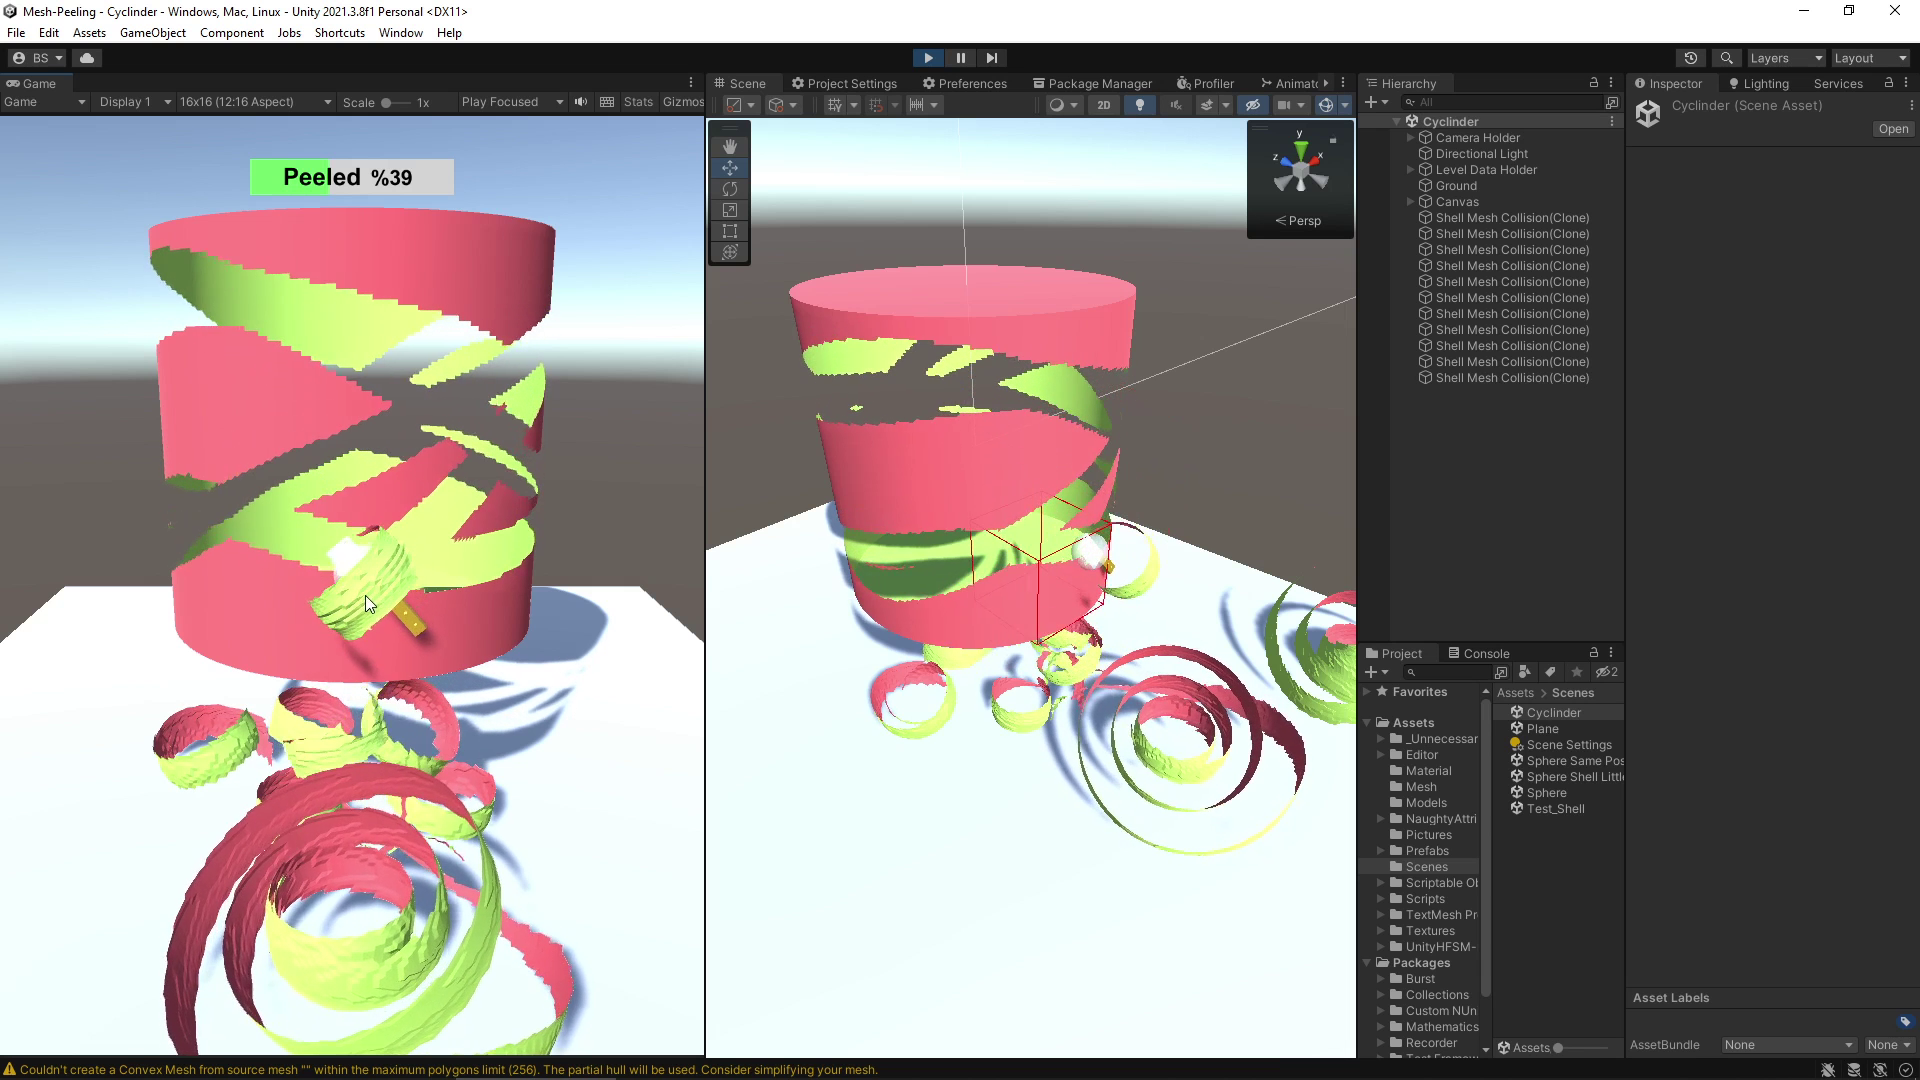 Mesh-Peeling - Cyclinder - Windows, Mac, Linux - Unity 2021.3.8f1 Personal <DX11>
File Edit Assets GameObject Component Jobs Shortcuts Window Help
BS Layers Layout
Game
Game Display 1 16x16 (12:16 Aspect) Scale 1x Play Focused Stats Gizmos
Peeled %39
Scene Project Settings Preferences Package Manager Profiler Animat
2D
y
z x
Persp
Hierarchy
All
Cyclinder
Camera Holder
Directional Light
Level Data Holder
Ground
Canvas
Shell Mesh Collision(Clone)
Shell Mesh Collision(Clone)
Shell Mesh Collision(Clone)
Shell Mesh Collision(Clone)
Shell Mesh Collision(Clone)
Shell Mesh Collision(Clone)
Shell Mesh Collision(Clone)
Shell Mesh Collision(Clone)
Shell Mesh Collision(Clone)
Shell Mesh Collision(Clone)
Shell Mesh Collision(Clone)
Inspector Lighting Services
Cyclinder (Scene Asset)
Open
Project Console
2
Favorites
Assets
_Unnecessar
Editor
Material
Mesh
Models
NaughtyAttri
Pictures
Prefabs
Scenes
Scriptable Ol
Scripts
TextMesh Pr
Textures
UnityHFSM-
Packages
Burst
Collections
Custom NUn
Mathematics
Recorder
Assets > Scenes
Cyclinder
Plane
Scene Settings
Sphere Same Pos
Sphere Shell Little
Sphere
Test_Shell
Assets
Asset Labels
AssetBundle None None
Couldn't create a Convex Mesh from source mesh "" within the maximum polygons limit (256). The partial hull will be used. Consider simplifying your mesh.